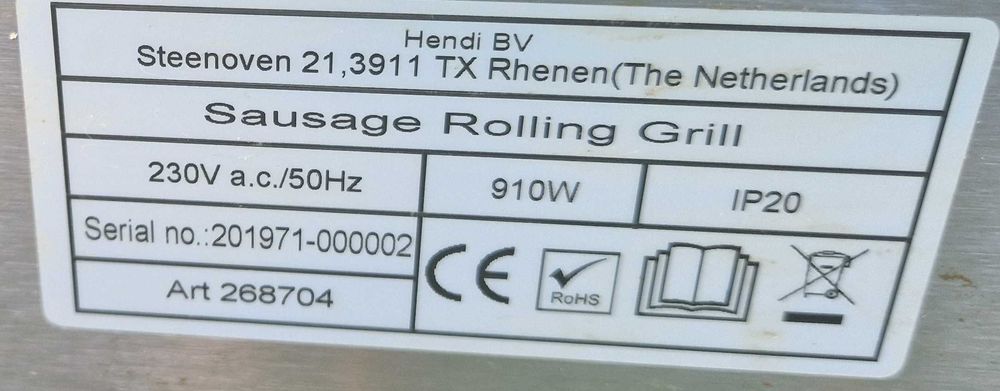 Hendi BV
Steenoven 21,3911 TX Rhenen(The Netherlands)
Sausage Rolling Grill
230V a.c./50Hz 910W IP20
Serial no.:201971-000002
Art 268704
CE
RoHS